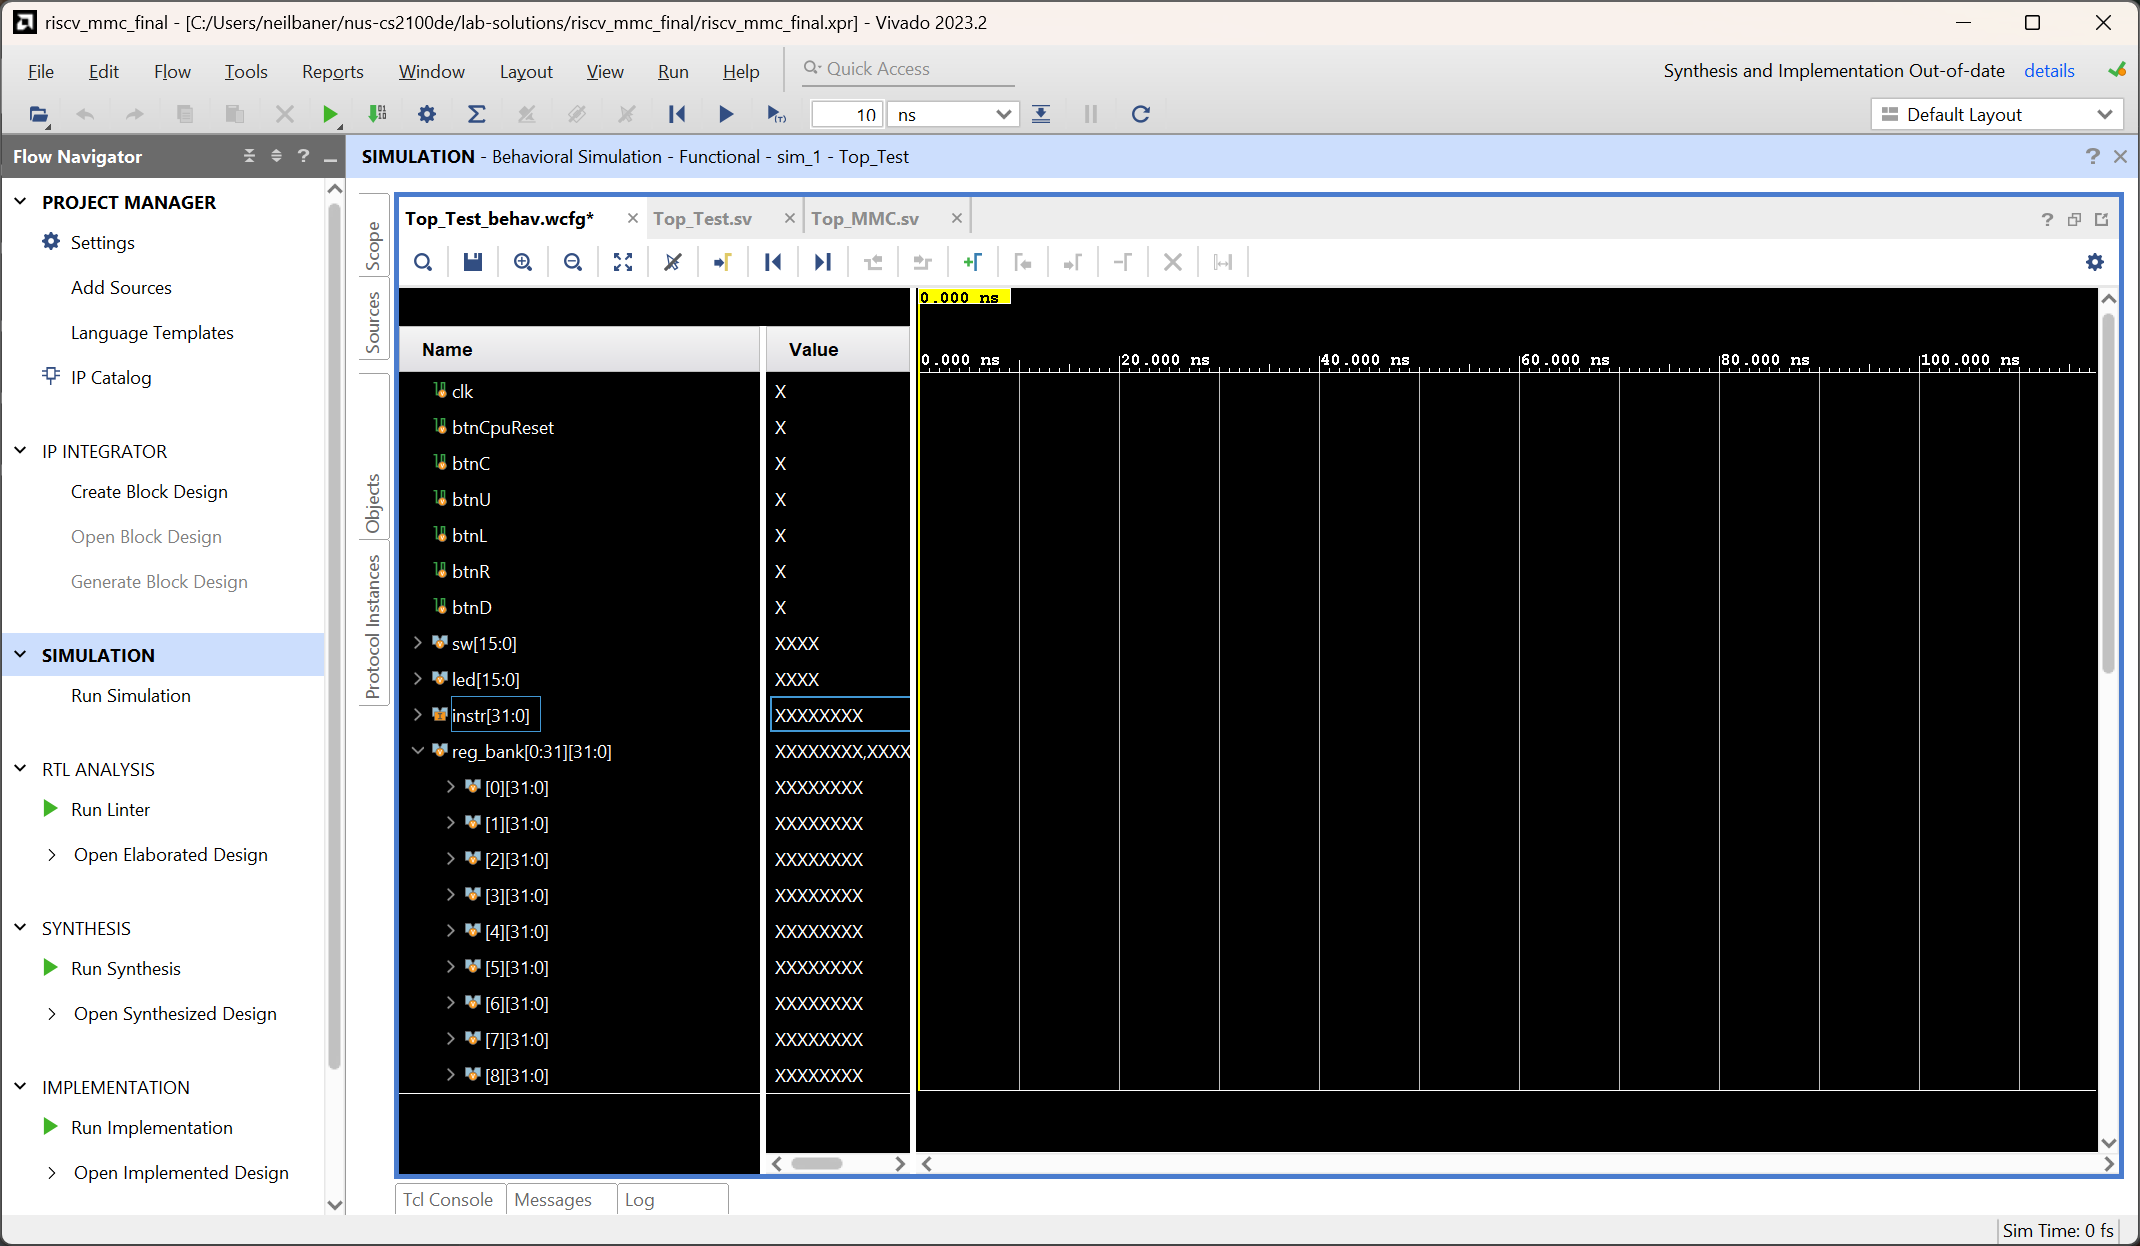 riscv_mmc_final - [C:/Users/neilbaner/nus-cs2100de/lab-solutions/riscv_mmc_final/riscv_mmc_final.xpr] - Vivado 2023.2
File Edit Flow Tools Reports Window Layout View Run Help Quick Access Synthesis and Implementation Out-of-date details
10 ns Default Layout
Flow Navigator
SIMULATION - Behavioral Simulation - Functional - sim_1 - Top_Test
PROJECT MANAGER
Settings
Add Sources
Language Templates
IP Catalog
IP INTEGRATOR
Create Block Design
Open Block Design
Generate Block Design
SIMULATION
Run Simulation
RTL ANALYSIS
Run Linter
Open Elaborated Design
SYNTHESIS
Run Synthesis
Open Synthesized Design
IMPLEMENTATION
Run Implementation
Open Implemented Design
Scope
Sources
Objects
Protocol Instances
Top_Test_behav.wcfg* Top_Test.sv Top_MMC.sv
0.000 ns
Name Value
0.000 ns 20.000 ns 40.000 ns 60.000 ns 80.000 ns 100.000 ns
clk X
btnCpuReset X
btnC X
btnU X
btnL X
btnR X
btnD X
sw[15:0] XXXX
led[15:0] XXXX
instr[31:0] XXXXXXXX
reg_bank[0:31][31:0] XXXXXXXX,XXXX
[0][31:0] XXXXXXXX
[1][31:0] XXXXXXXX
[2][31:0] XXXXXXXX
[3][31:0] XXXXXXXX
[4][31:0] XXXXXXXX
[5][31:0] XXXXXXXX
[6][31:0] XXXXXXXX
[7][31:0] XXXXXXXX
[8][31:0] XXXXXXXX
Tcl Console Messages Log
Sim Time: 0 fs